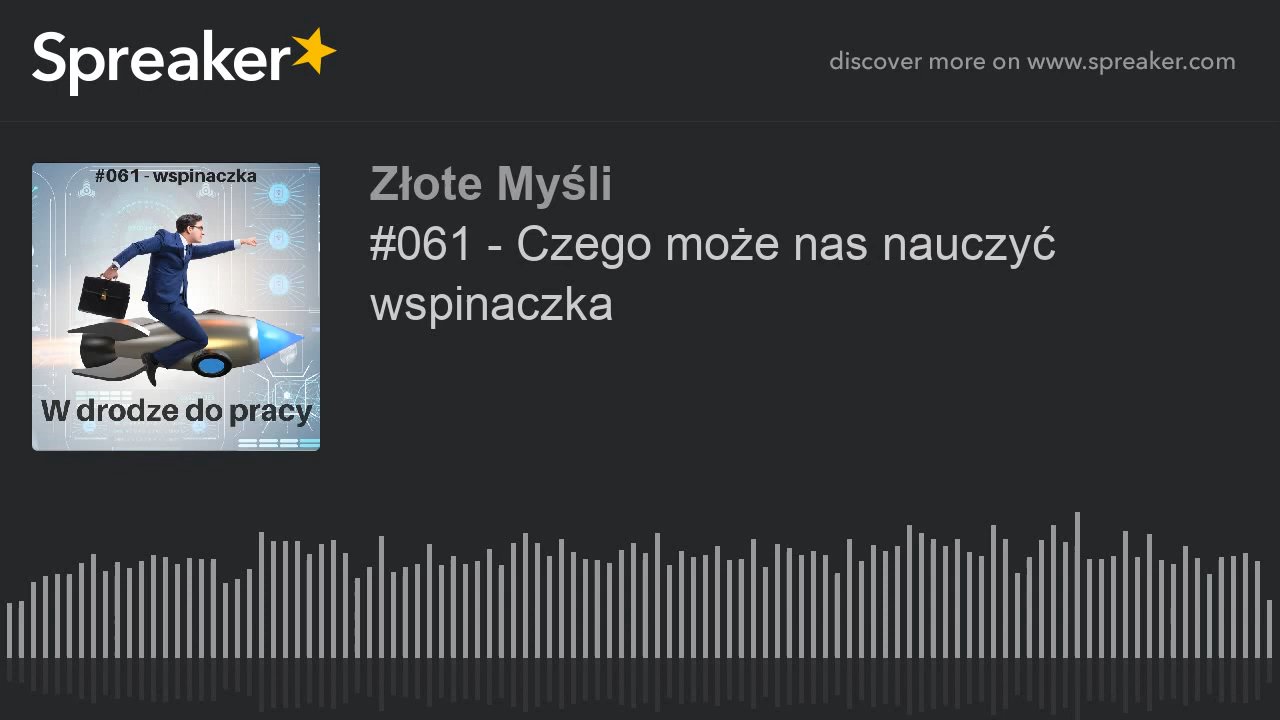 Spreaker
discover more on www.spreaker.com
#061 - wspinaczka
W drodze do pracy
Złote Myśli
#061 - Czego może nas nauczyć
wspinaczka